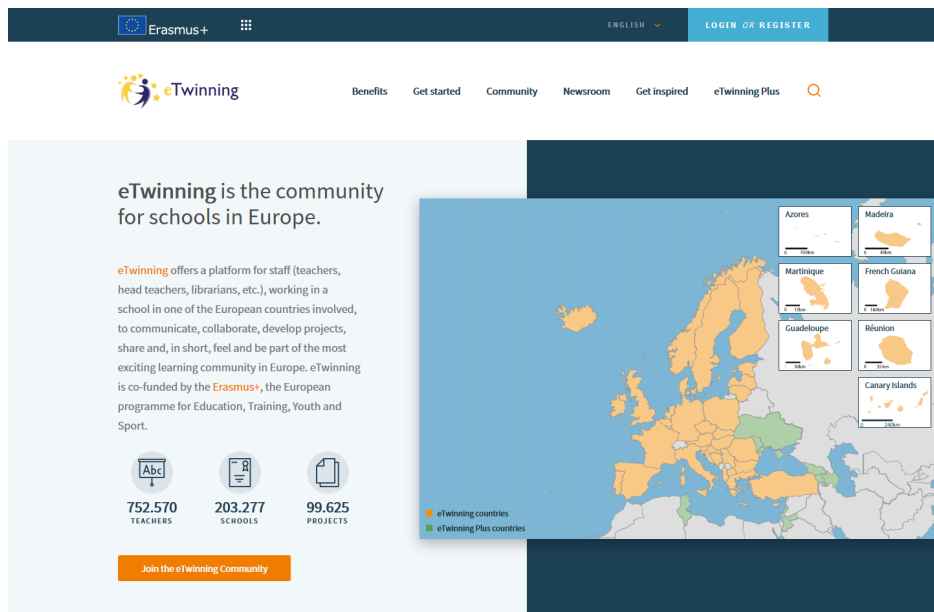 Erasmus+
ENGLISH
LOGIN OR REGISTER
eTwinning
Benefits
Get started
Community
Newsroom
Get inspired
eTwinning Plus
eTwinning is the community
for schools in Europe.
eTwinning offers a platform for staff (teachers,
head teachers, librarians, etc.), working in a
school in one of the European countries involved,
to communicate, collaborate, develop projects,
share and, in short, feel and be part of the most
exciting learning community in Europe. eTwinning
is co-funded by the Erasmus+, the European
programme for Education, Training, Youth and
Sport.
Abc
752.570
TEACHERS
203.277
SCHOOLS
99.625
PROJECTS
Join the eTwinning Community
Azores
Madeira
Martinique
French Guiana
Guadeloupe
Réunion
Canary Islands
0 240km
eTwinning countries
eTwinning Plus countries